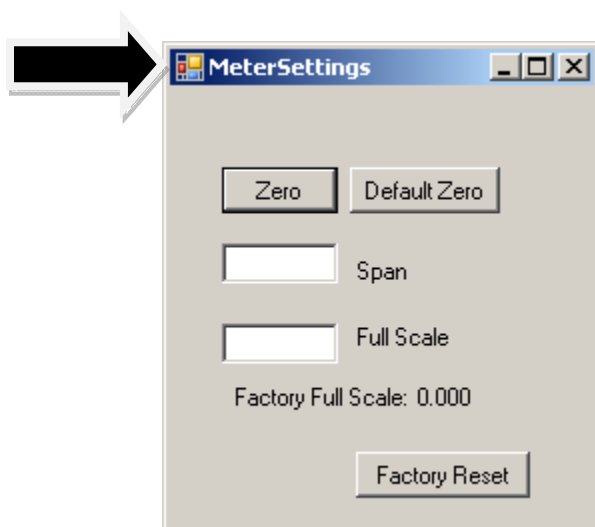 MeterSettings
Zero
Default Zero
Span
Full Scale
Factory Full Scale: 0.000
Factory Reset